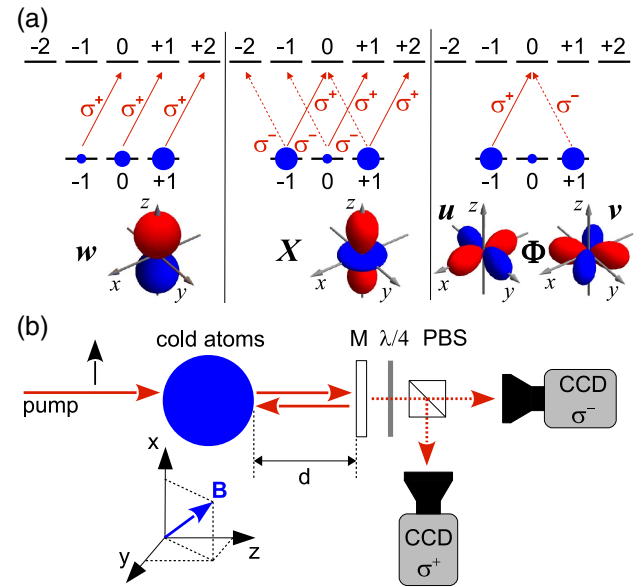 (a)
-2 -1 0 +1 +2
-2 -1 0 +1 +2
-2 -1 0 +1 +2
σ+ σ+ σ+
σ- σ- σ+ σ- σ+ σ+
σ+ σ-
-1 0 +1
-1 0 +1
-1 0 +1
w z x y
X z x y
u z x y Φ v z x y
(b)
cold atoms M λ/4 PBS
pump
CCD
σ-
d
x
B
z
y
CCD
σ+